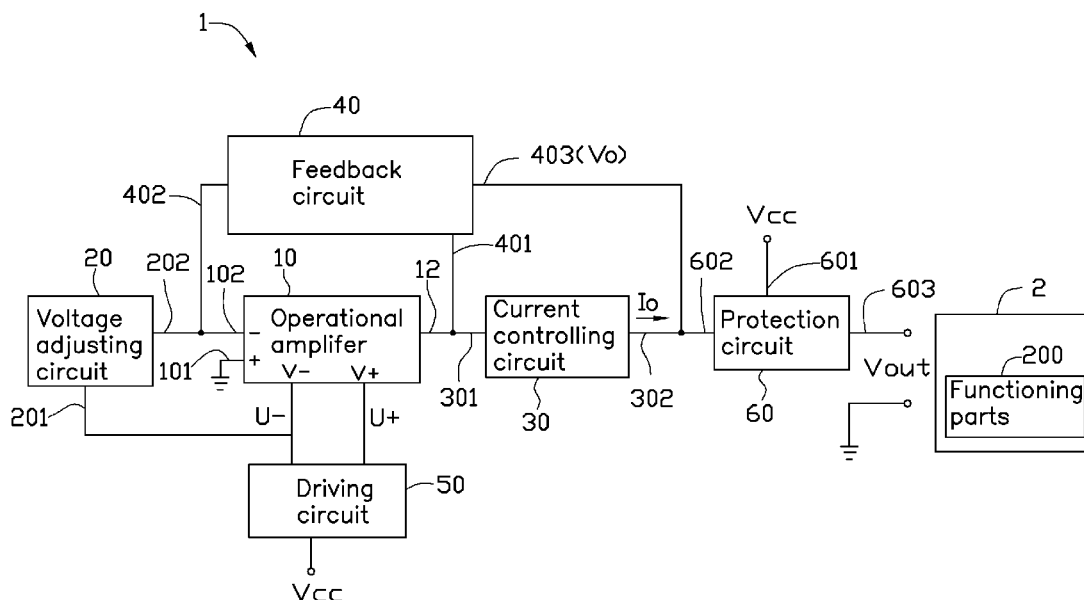 1
40
Feedback
circuit
403(Vo)
402
Vcc
401
20
202
102
10
12
602
601
603
2
Io
Voltage
adjusting
circuit
-
+
Operational
amplifer
V-
V+
Current
controlling
circuit
Protection
circuit
200
Functioning
parts
Vout
101
301
30
302
60
201
U-
U+
Driving
circuit
50
Vcc